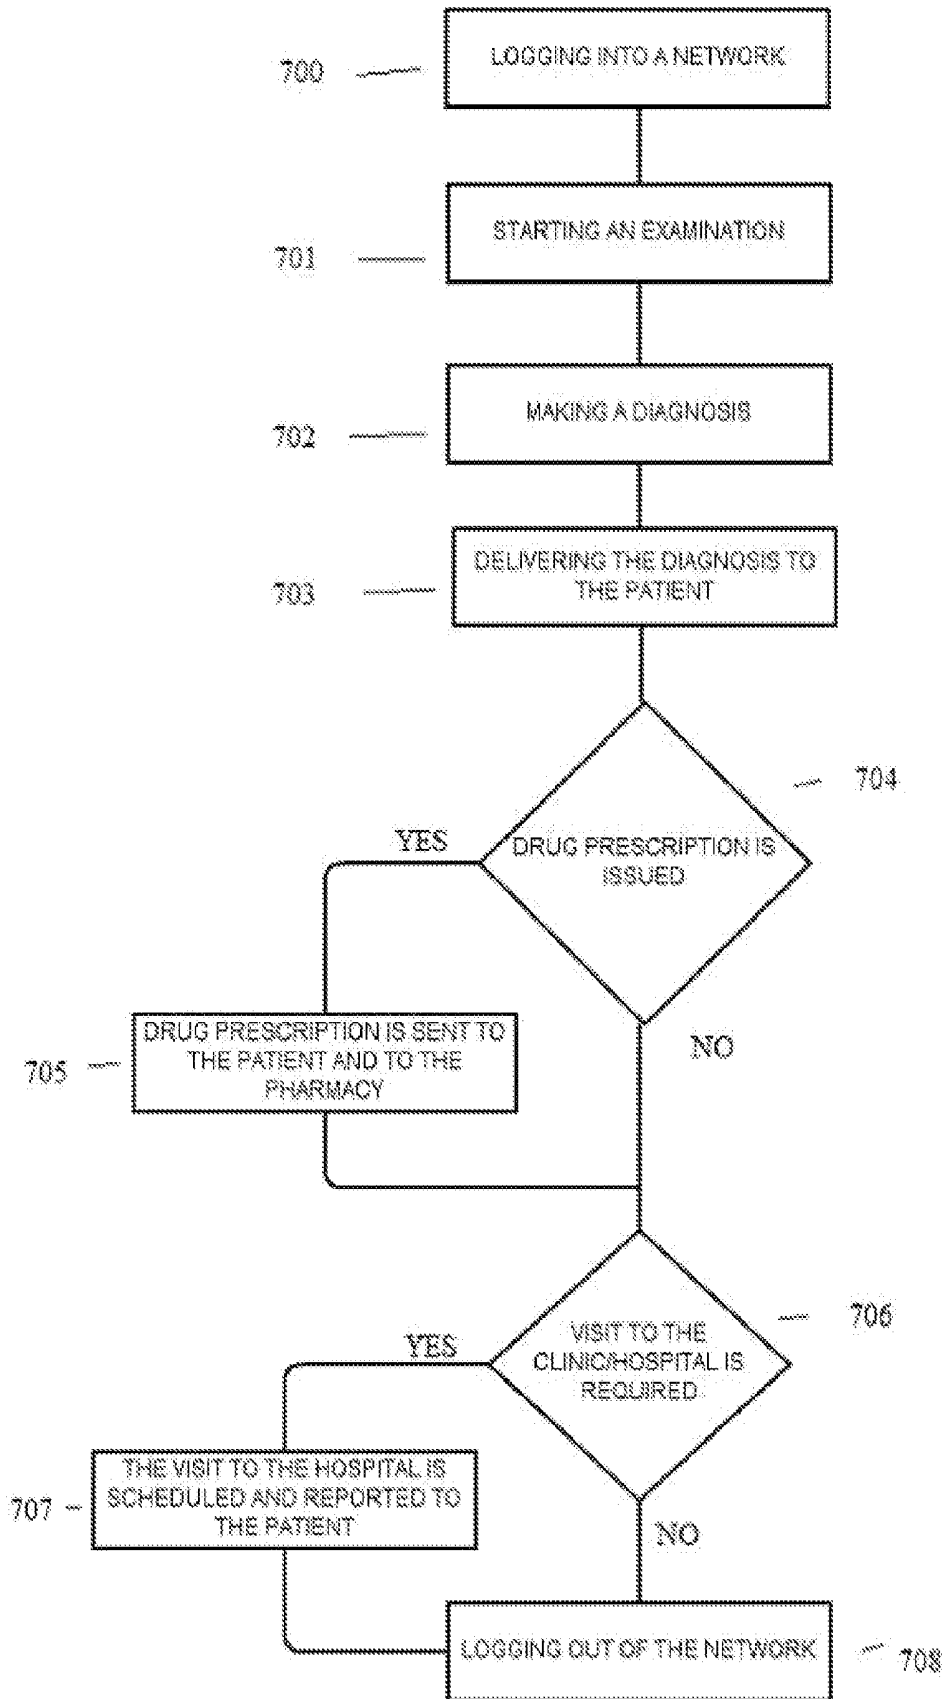 700
LOGGING INTO A NETWORK
701
STARTING AN EXAMINATION
702
MAKING A DIAGNOSIS
703
DELIVERING THE DIAGNOSIS TO
THE PATIENT
704
YES
DRUG PRESCRIPTION IS
ISSUED
NO
705
DRUG PRESCRIPTION IS SENT TO
THE PATIENT AND TO THE
PHARMACY
706
YES
VISIT TO THE
CLINIC/HOSPITAL IS
REQUIRED
707
THE VISIT TO THE HOSPITAL IS
SCHEDULED AND REPORTED TO
THE PATIENT
NO
LOGGING OUT OF THE NETWORK
708